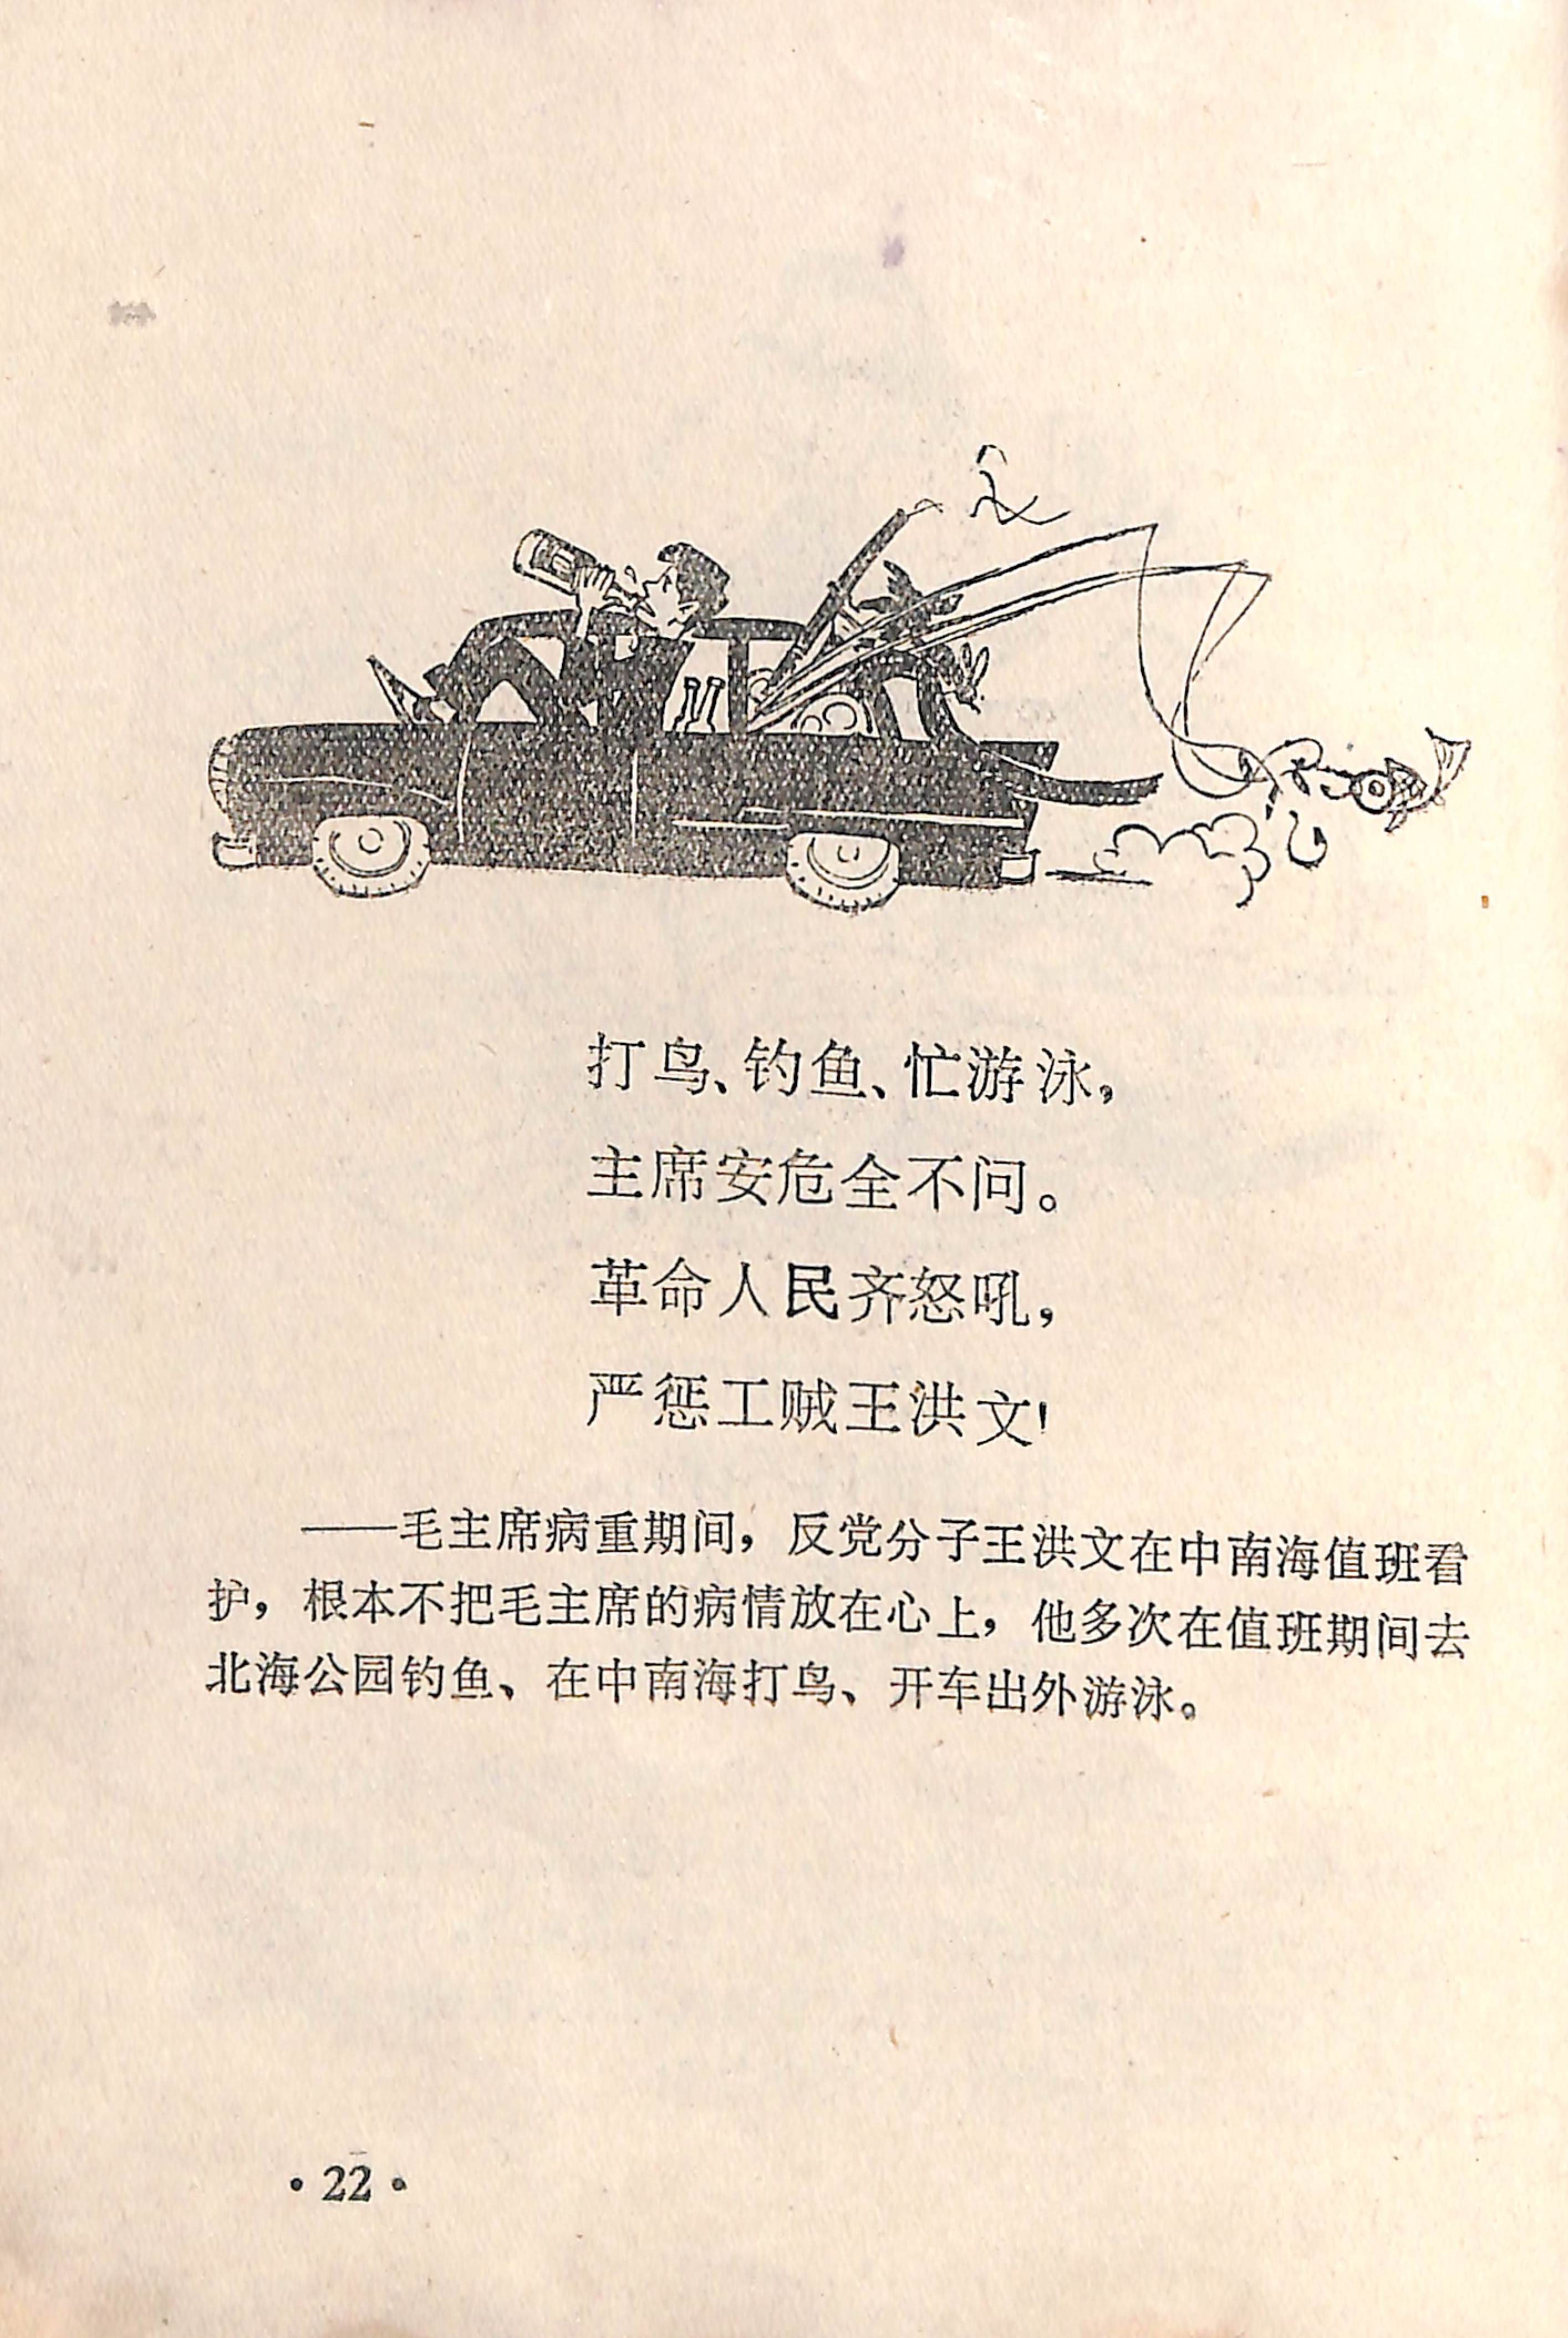 打鸟、钓鱼、忙游泳，
主席安危全不问。
革命人民齐怒吼，
严惩工贼王洪文！
——毛主席病重期间，反党分子王洪文在中南海值班看
护，根本不把毛主席的病情放在心上，他多次在值班期间去
北海公园钓鱼、在中南海打鸟、开车出外游泳。
·22·